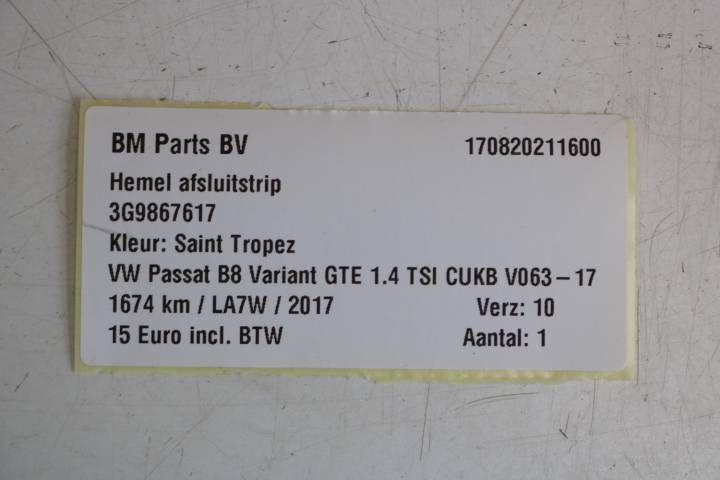 BM Parts BV 170820211600
Hemel afsluitstrip
3G9867617
Kleur: Saint Tropez
VW Passat B8 Variant GTE 1.4 TSI CUKB V063-17
1674 km / LA7W / 2017 Verz: 10
15 Euro incl. BTW Aantal: 1